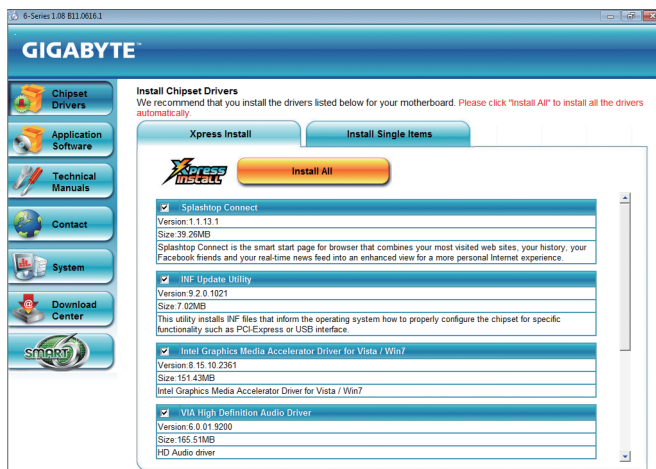 6-Series 1.08 B11.0616.1
GIGABYTE™
Chipset
Drivers
Application
Software
Technical
Manuals
Contact
System
Download
Center
SMART
Install Chipset Drivers
We recommend that you install the drivers listed below for your motherboard. Please click "Install All" to install all the drivers
automatically.
Xpress Install
Install Single Items
Xpress
Install
Install All
Splashtop Connect
Version:1.1.13.1
Size:39.26MB
Splashtop Connect is the smart start page for browser that combines your most visited web sites, your history, your
Facebook friends and your real-time news feed into an enhanced view for a more personal Internet experience.
INF Update Utility
Version:9.2.0.1021
Size:7.02MB
This utility installs INF files that inform the operating system how to properly configure the chipset for specific
functionality such as PCI-Express or USB interface.
Intel Graphics Media Accelerator Driver for Vista / Win7
Version:8.15.10.2361
Size:151.43MB
Intel Graphics Media Accelerator Driver for Vista / Win7
VIA High Definition Audio Driver
Version:6.0.01.9200
Size:165.51MB
HD Audio driver